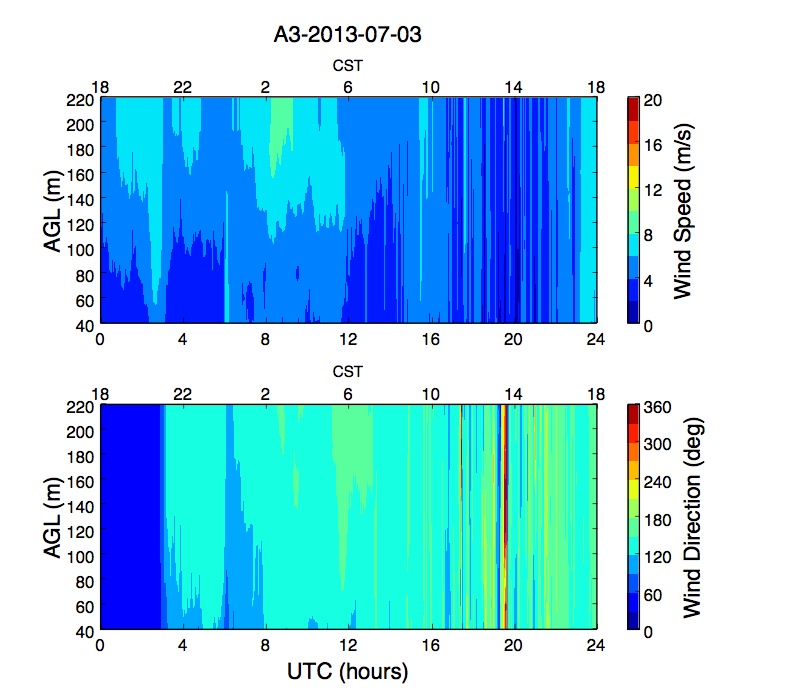 A3-2013-07-03
CST
18 22 2 6 10 14 18
220 200 180 160 140 120 100 80 60 40
AGL (m)
0 4 8 12 16 20 24
20 16 12 8 4 0
Wind Speed (m/s)
CST
18 22 2 6 10 14 18
220 200 180 160 140 120 100 80 60 40
AGL (m)
0 4 8 12 16 20 24
UTC (hours)
360 300 240 180 120 60 0
Wind Direction (deg)